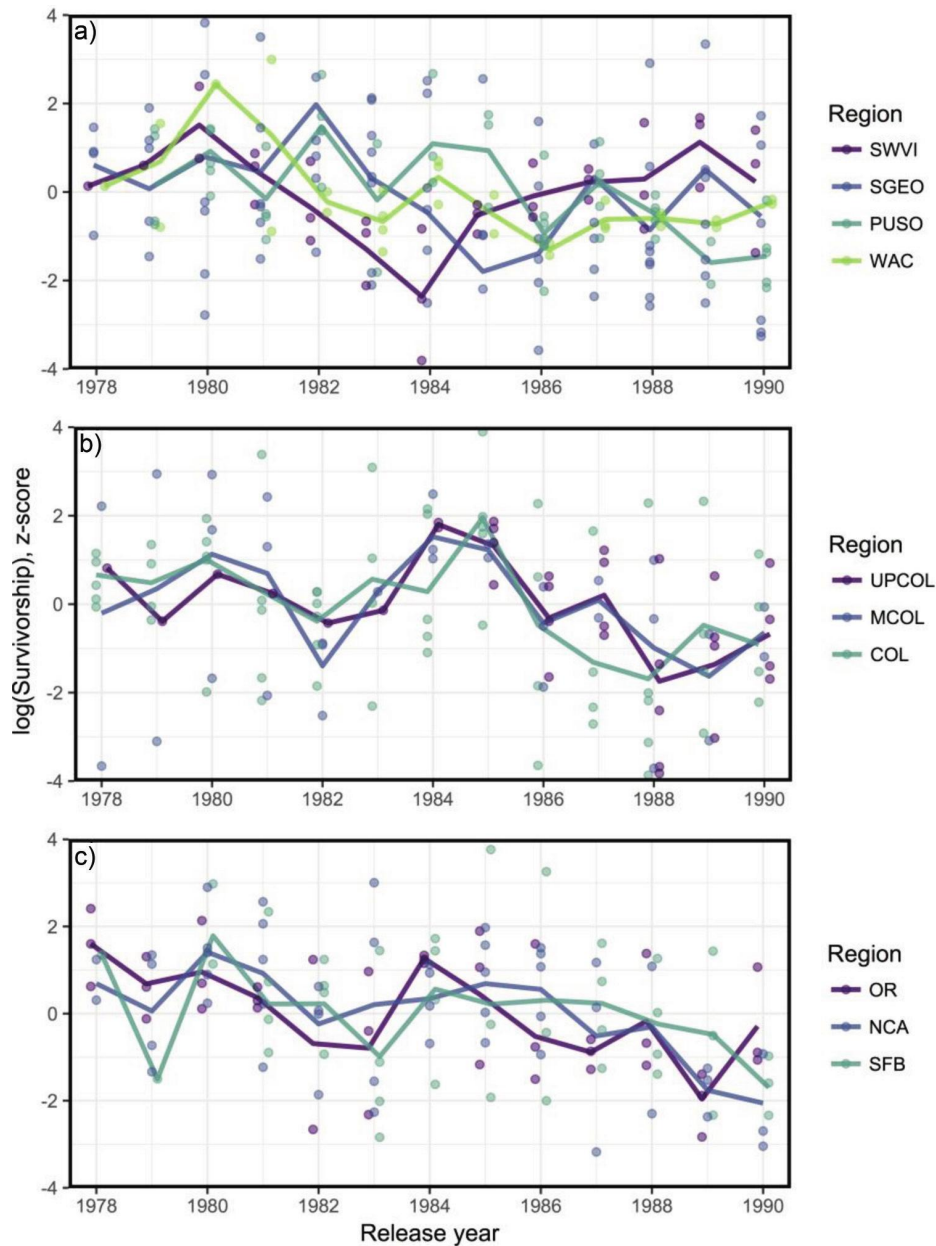 a)
4
2
0
-2
-4
1978 1980 1982 1984 1986 1988 1990
Region
SWVI
SGEO
PUSO
WAC
log(Survivorship), z-score
b)
4
2
0
-2
-4
1978 1980 1982 1984 1986 1988 1990
Region
UPCOL
MCOL
COL
c)
4
2
0
-2
-4
1978 1980 1982 1984 1986 1988 1990
Release year
Region
OR
NCA
SFB